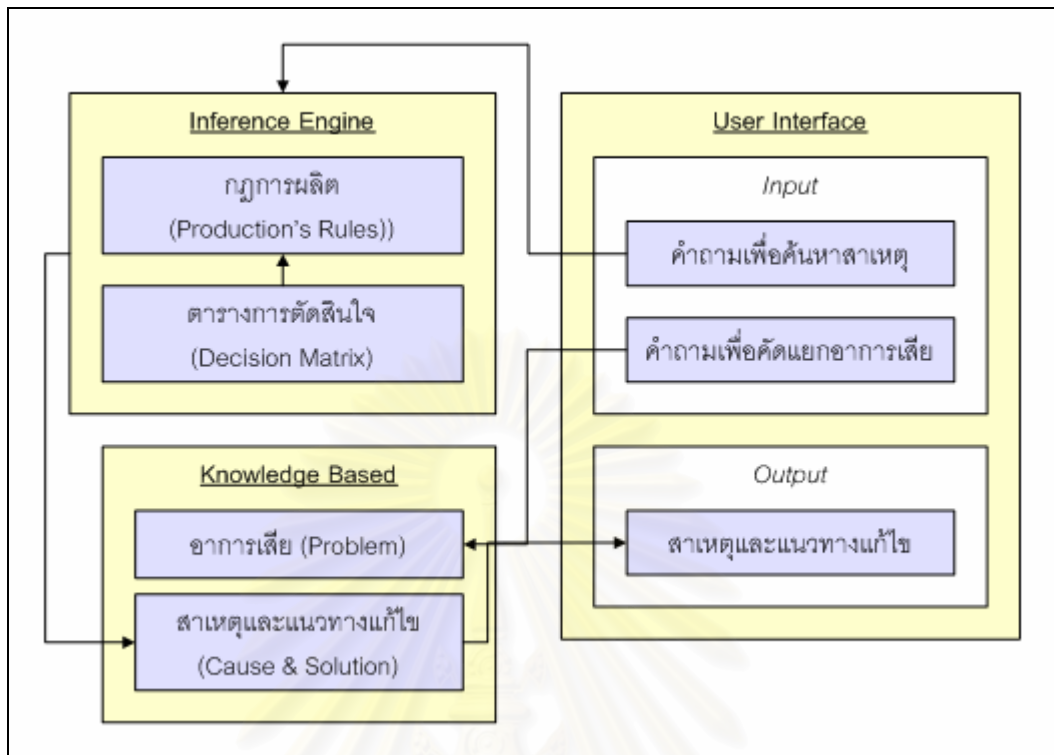 Inference Engine
กฎการผลิต
(Production's Rules))
ตารางการตัดสินใจ
(Decision Matrix)
Knowledge Based
อาการเสีย (Problem)
สาเหตุและแนวทางแก้ไข
(Cause & Solution)
User Interface
Input
คำถามเพื่อค้นหาสาเหตุ
คำถามเพื่อคัดแยกอาการเสีย
Output
สาเหตุและแนวทางแก้ไข